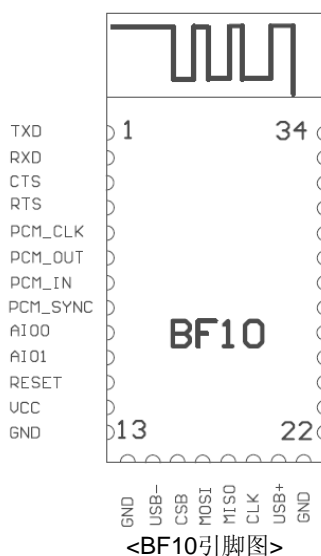 TXD
RXD
CTS
RTS
PCM_CLK
PCM_OUT
PCM_IN
PCM_SYNC
AIO0
AIO1
RESET
VCC
GND
1
34
BF10
13
22
GND
USB-
CSB
MOSI
MISO
CLK
USB+
GND
<BF10引脚图>